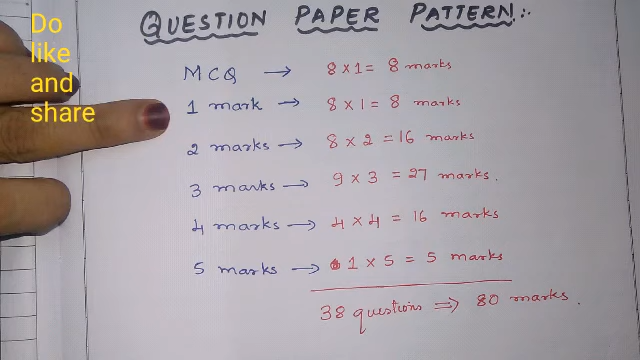 Do
like
and
share
QUESTION PAPER PATTERN :-
MCQ → 8 × 1 = 8 marks
1 mark → 8 × 1 = 8 marks
2 marks → 8 × 2 = 16 marks
3 marks → 9 × 3 = 27 marks.
4 marks → 4 × 4 = 16 marks
5 marks → 1 × 5 = 5 marks
38 questions ⇒ 80 marks.